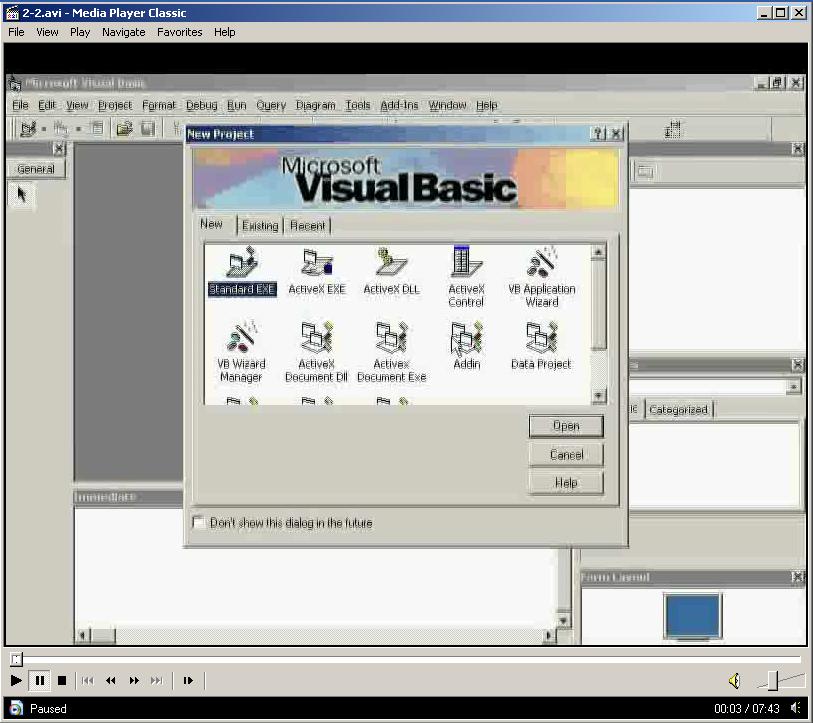 2-2.avi - Media Player Classic
File View Play Navigate Favorites Help
Microsoft Visual Basic
File Edit View Project Format Debug Run Query Diagram Tools Add-Ins Window Help
New Project
General
Microsoft
Visual Basic
New Existing Recent
Standard EXE ActiveX EXE ActiveX DLL ActiveX Control VB Application Wizard
VB Wizard Manager ActiveX Document Dll Activex Document Exe Addin Data Project
Categorized
Open
Cancel
Help
Immediate
Don't show this dialog in the future
Form Layout
Paused
00:03 / 07:43